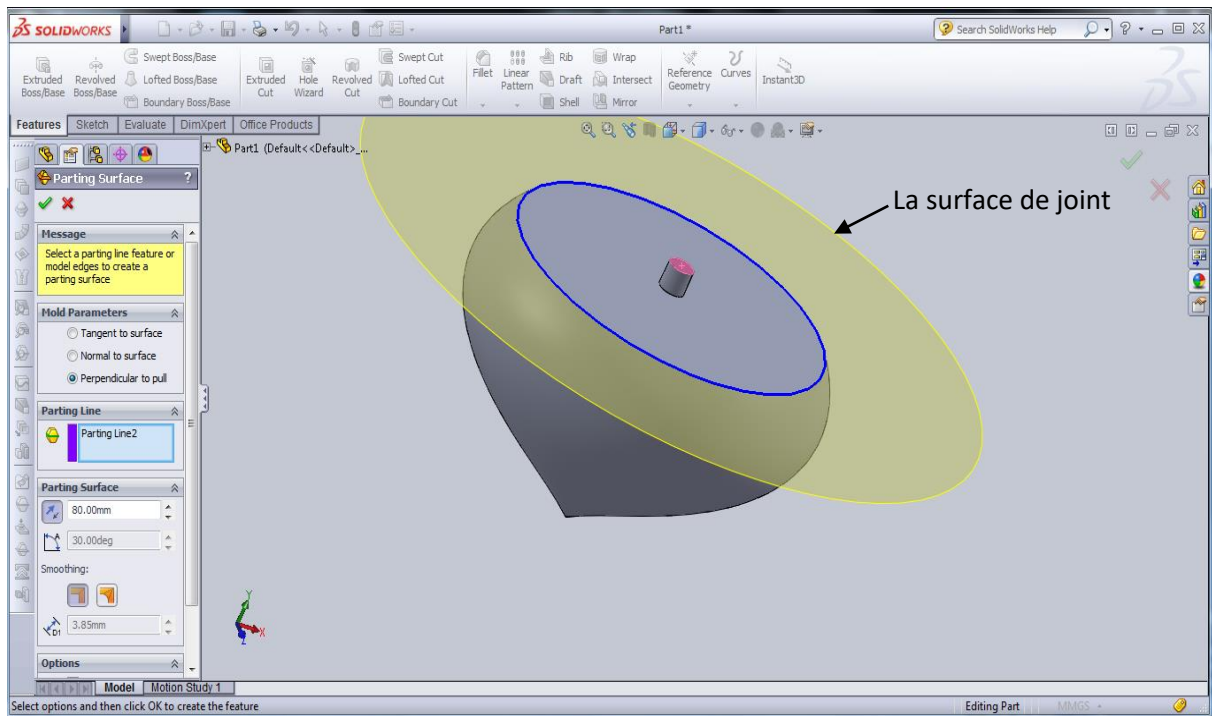 SOLIDWORKS
Part1 *
Search SolidWorks Help
Extruded Boss/Base
Revolved Boss/Base
Swept Boss/Base
Lofted Boss/Base
Boundary Boss/Base
Extruded Cut
Hole Wizard
Revolved Cut
Swept Cut
Lofted Cut
Boundary Cut
Fillet
Linear Pattern
Rib
Draft
Shell
Wrap
Intersect
Mirror
Reference Geometry
Curves
Instant3D
Features
Sketch
Evaluate
DimXpert
Office Products
Part1 (Default<<Default>_...
Parting Surface
?
Message
Select a parting line feature or
model edges to create a
parting surface
Mold Parameters
Tangent to surface
Normal to surface
Perpendicular to pull
Parting Line
Parting Line2
Parting Surface
80.00mm
30.00deg
Smoothing:
D1
3.85mm
Options
La surface de joint
Y
X
Z
Model
Motion Study 1
Select options and then click OK to create the feature
Editing Part
MMGS